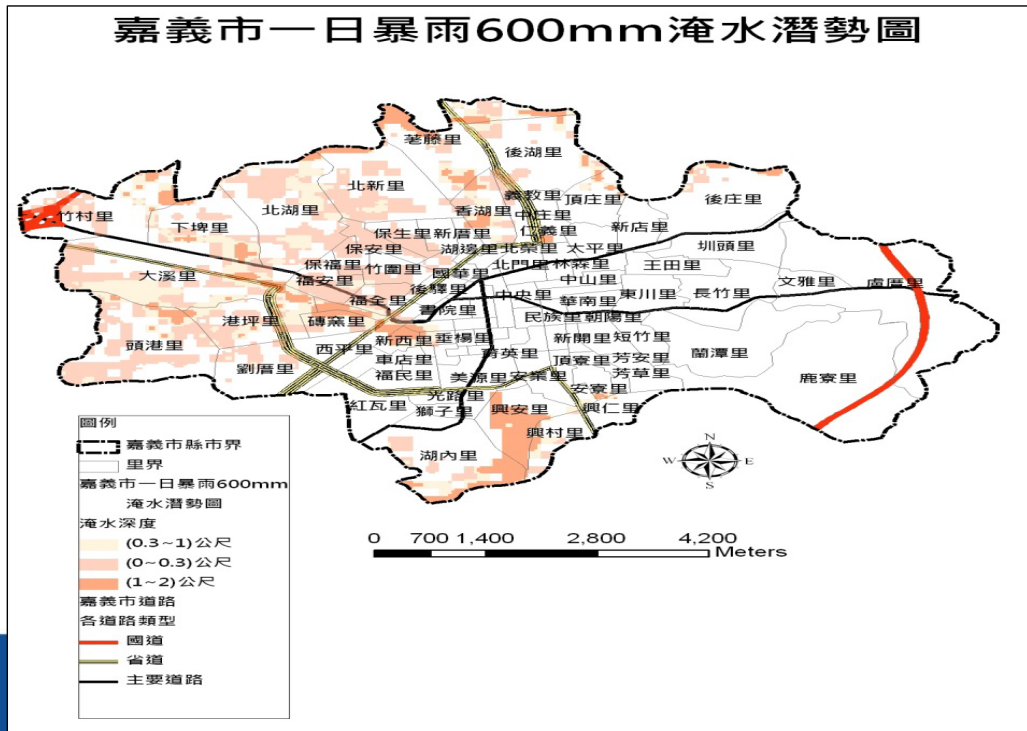 嘉義市一日暴雨600mm淹水潛勢圖
荖藤里
後湖里
北新里
義教里
頂庄里
後庄里
竹村里
下埤里
北湖里
香湖里
中庄里
仁義里
新店里
保生里
新厝里
保安里
湖邊里
北榮里
太平里
圳頭里
大溪里
保福里
竹圍里
國華里
北門里
林森里
王田里
福安里
後驛里
中山里
文雅里
盧厝里
福全里
中央里
華南里
東川里
長竹里
港坪里
磚窯里
書院里
民族里
朝陽里
頭港里
西平里
新西里
垂楊里
菁英里
新開里
短竹里
蘭潭里
劉厝里
車店里
頂寮里
芳安里
福民里
美源里
安業里
芳草里
鹿寮里
紅瓦里
光路里
安寮里
獅子里
興安里
興仁里
興村里
湖內里
N
W
E
S
圖例
嘉義市縣市界
里界
嘉義市一日暴雨600mm
淹水潛勢圖
淹水深度
(0.3~1)公尺
(0~0.3)公尺
(1~2)公尺
嘉義市道路
各道路類型
國道
省道
主要道路
0 700 1,400 2,800 4,200
Meters